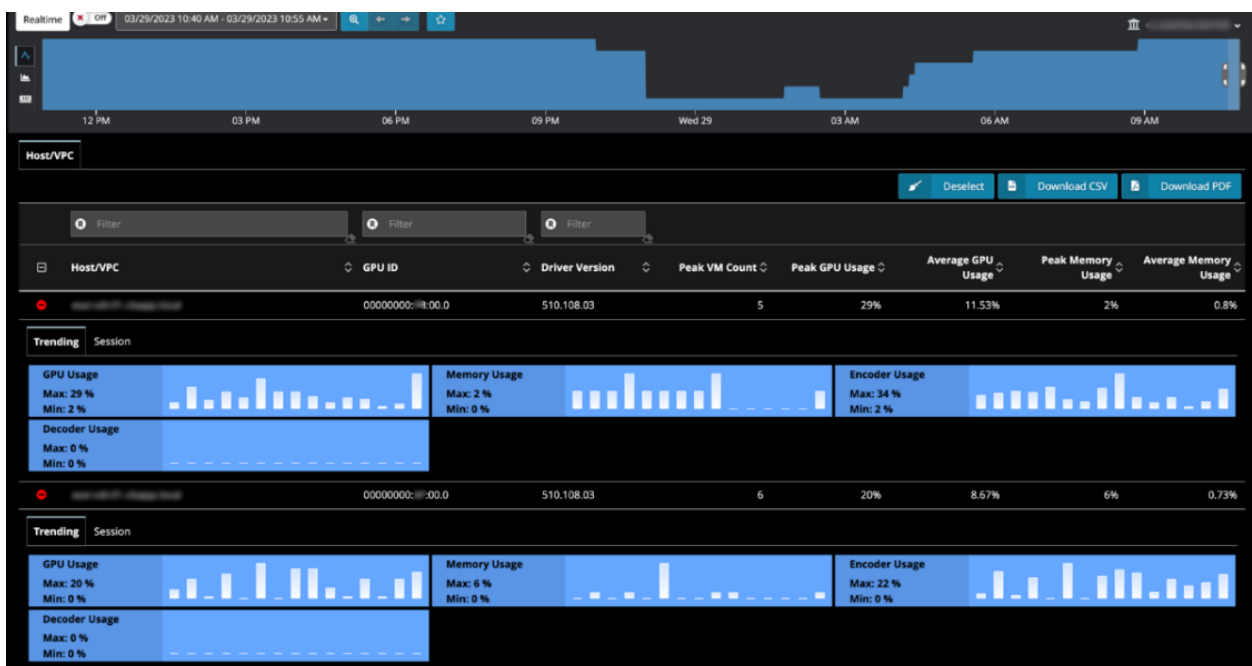 Realtime Off 03/29/2023 10:40 AM - 03/29/2023 10:55 AM
12 PM 03 PM 06 PM 09 PM Wed 29 03 AM 06 AM 09 AM
Host/VPC
Deselect Download CSV Download PDF
Filter Filter Filter
Host/VPC GPU ID Driver Version Peak VM Count Peak GPU Usage Average GPU Usage Peak Memory Usage Average Memory Usage
00000000: :00.0 510.108.03 5 29% 11.53% 2% 0.8%
Trending Session
GPU Usage Memory Usage Encoder Usage
Max: 29 % Max: 2 % Max: 34 %
Min: 2 % Min: 0 % Min: 2 %
Decoder Usage
Max: 0 %
Min: 0 %
00000000: :00.0 510.108.03 6 20% 8.67% 6% 0.73%
Trending Session
GPU Usage Memory Usage Encoder Usage
Max: 20 % Max: 6 % Max: 22 %
Min: 0 % Min: 0 % Min: 0 %
Decoder Usage
Max: 0 %
Min: 0 %